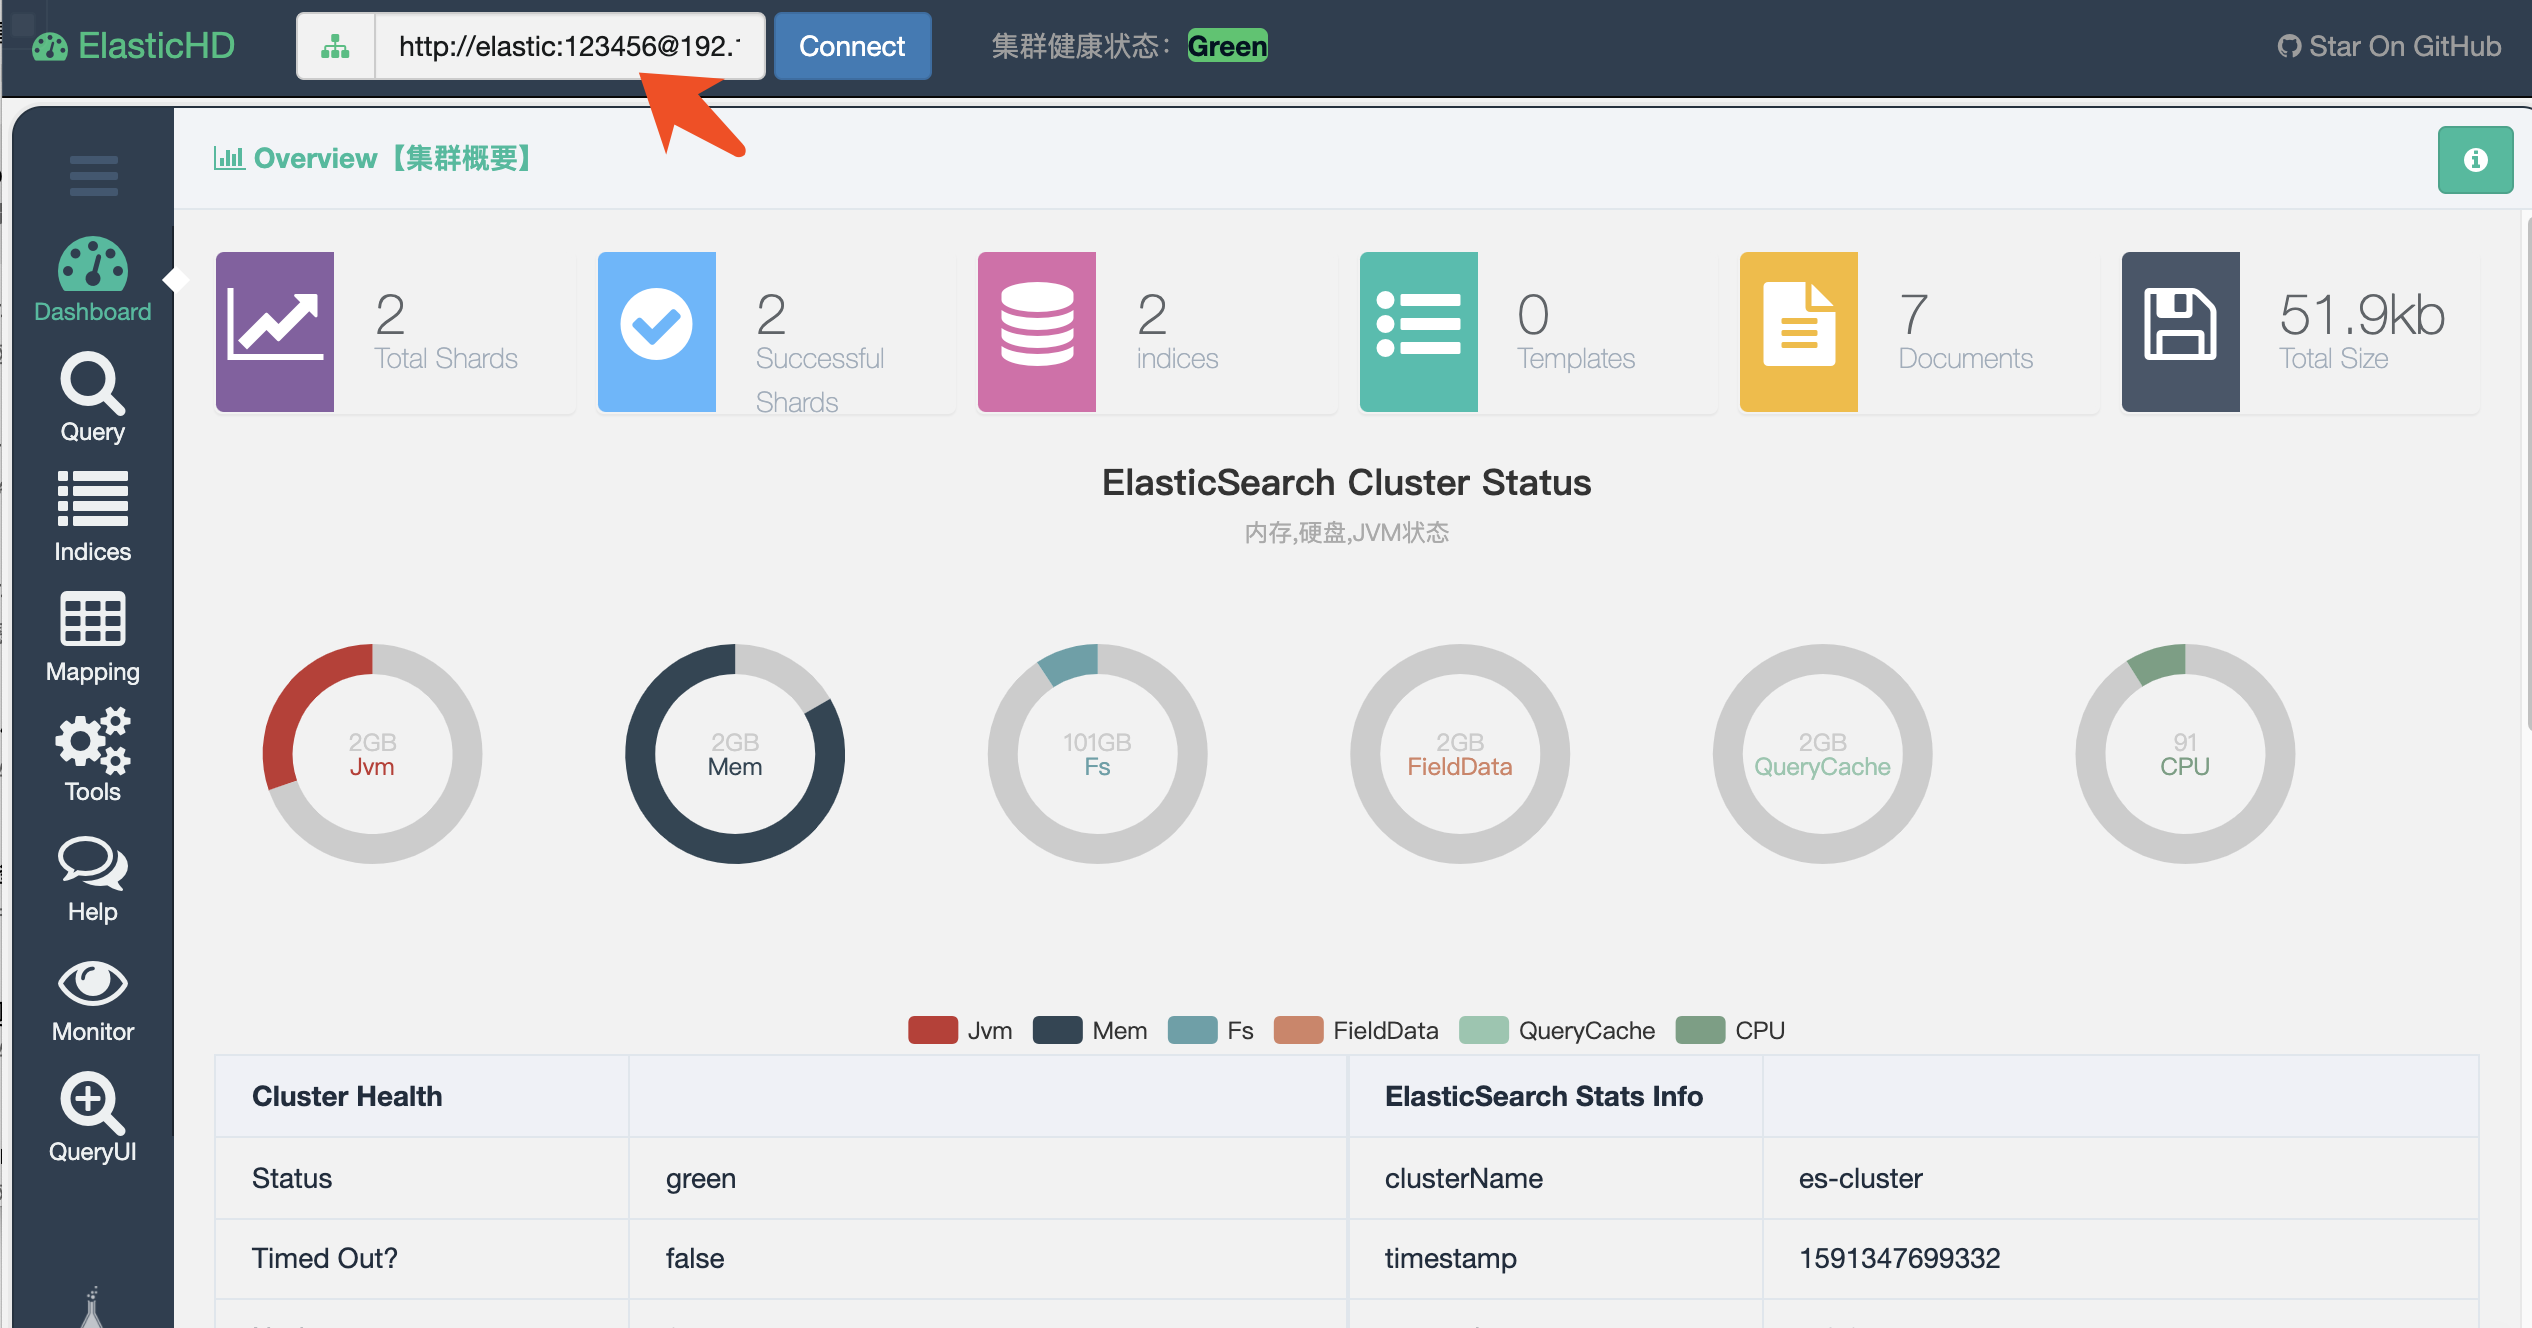 ElasticHD
http://elastic:123456@192.
Connect
集群健康状态：Green
Star On GitHub
Overview【集群概要】
Dashboard
Query
Indices
Mapping
Tools
Help
Monitor
QueryUI
2
Total Shards
2
Successful
Shards
2
indices
0
Templates
7
Documents
51.9kb
Total Size
ElasticSearch Cluster Status
内存,硬盘,JVM状态
2GB
Jvm
2GB
Mem
101GB
Fs
2GB
FieldData
2GB
QueryCache
91
CPU
Jvm Mem Fs FieldData QueryCache CPU
Cluster Health ElasticSearch Stats Info
Status green clusterName es-cluster
Timed Out? false timestamp 1591347699332